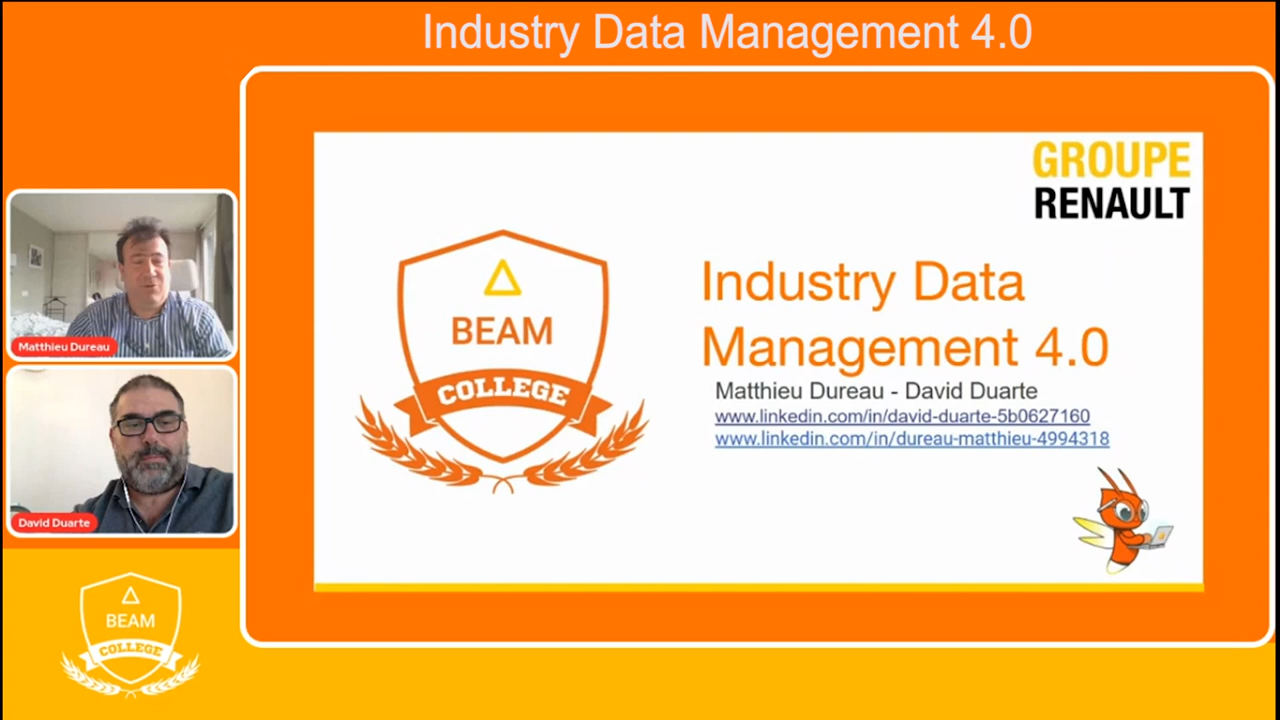 Industry Data Management 4.0
GROUPE
RENAULT
BEAM
COLLEGE
Industry Data
Management 4.0
Matthieu Dureau - David Duarte
www.linkedin.com/in/david-duarte-5b0627160
www.linkedin.com/in/dureau-matthieu-4994318
Matthieu Dureau
David Duarte
BEAM
COLLEGE